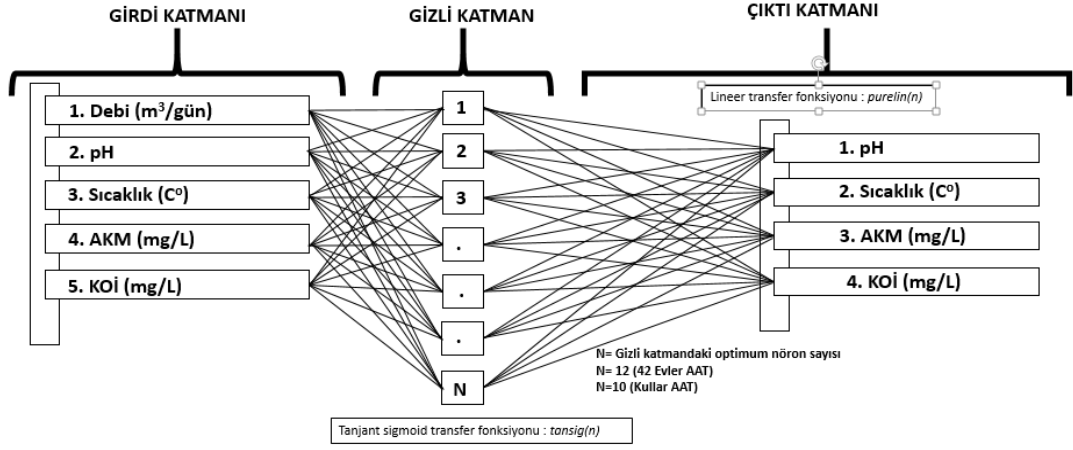 GİRDİ KATMANI
GİZLİ KATMAN
ÇIKTI KATMANI
Lineer transfer fonksiyonu : purelin(n)
1. Debi (m³/gün)
2. pH
3. Sıcaklık (Cᴼ)
4. AKM (mg/L)
5. KOİ (mg/L)
1
2
3
.
.
.
N
1. pH
2. Sıcaklık (Cᴼ)
3. AKM (mg/L)
4. KOİ (mg/L)
N= Gizli katmandaki optimum nöron sayısı
N= 12 (42 Evler AAT)
N=10 (Kullar AAT)
Tanjant sigmoid transfer fonksiyonu : tansig(n)